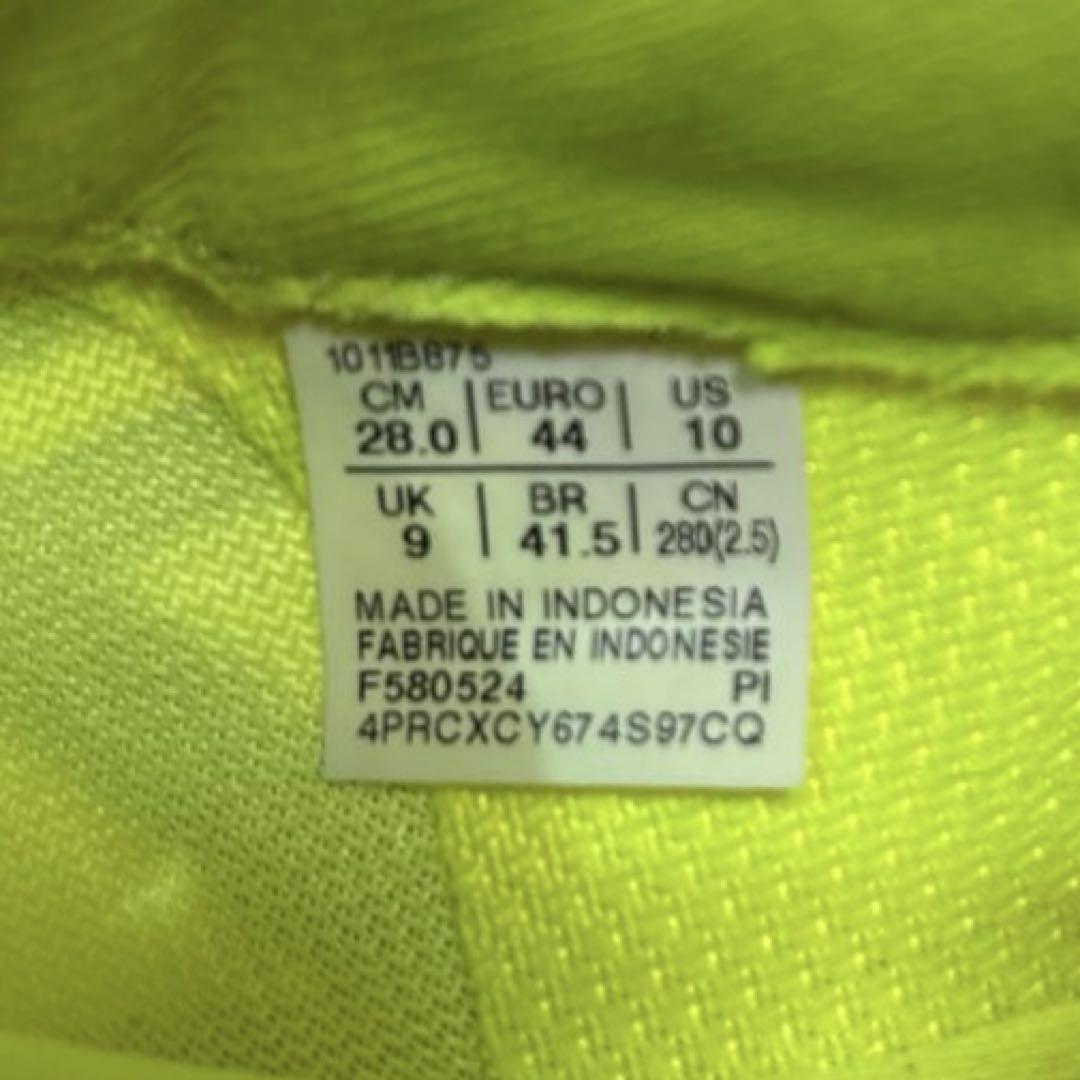 1011B875
CM | EURO | US
28.0 | 44 | 10
UK | BR | CN
9 | 41.5 | 280(2.5)
MADE IN INDONESIA
FABRIQUE EN INDONESIE
F580524 PI
4PRCXCY674S97CQ